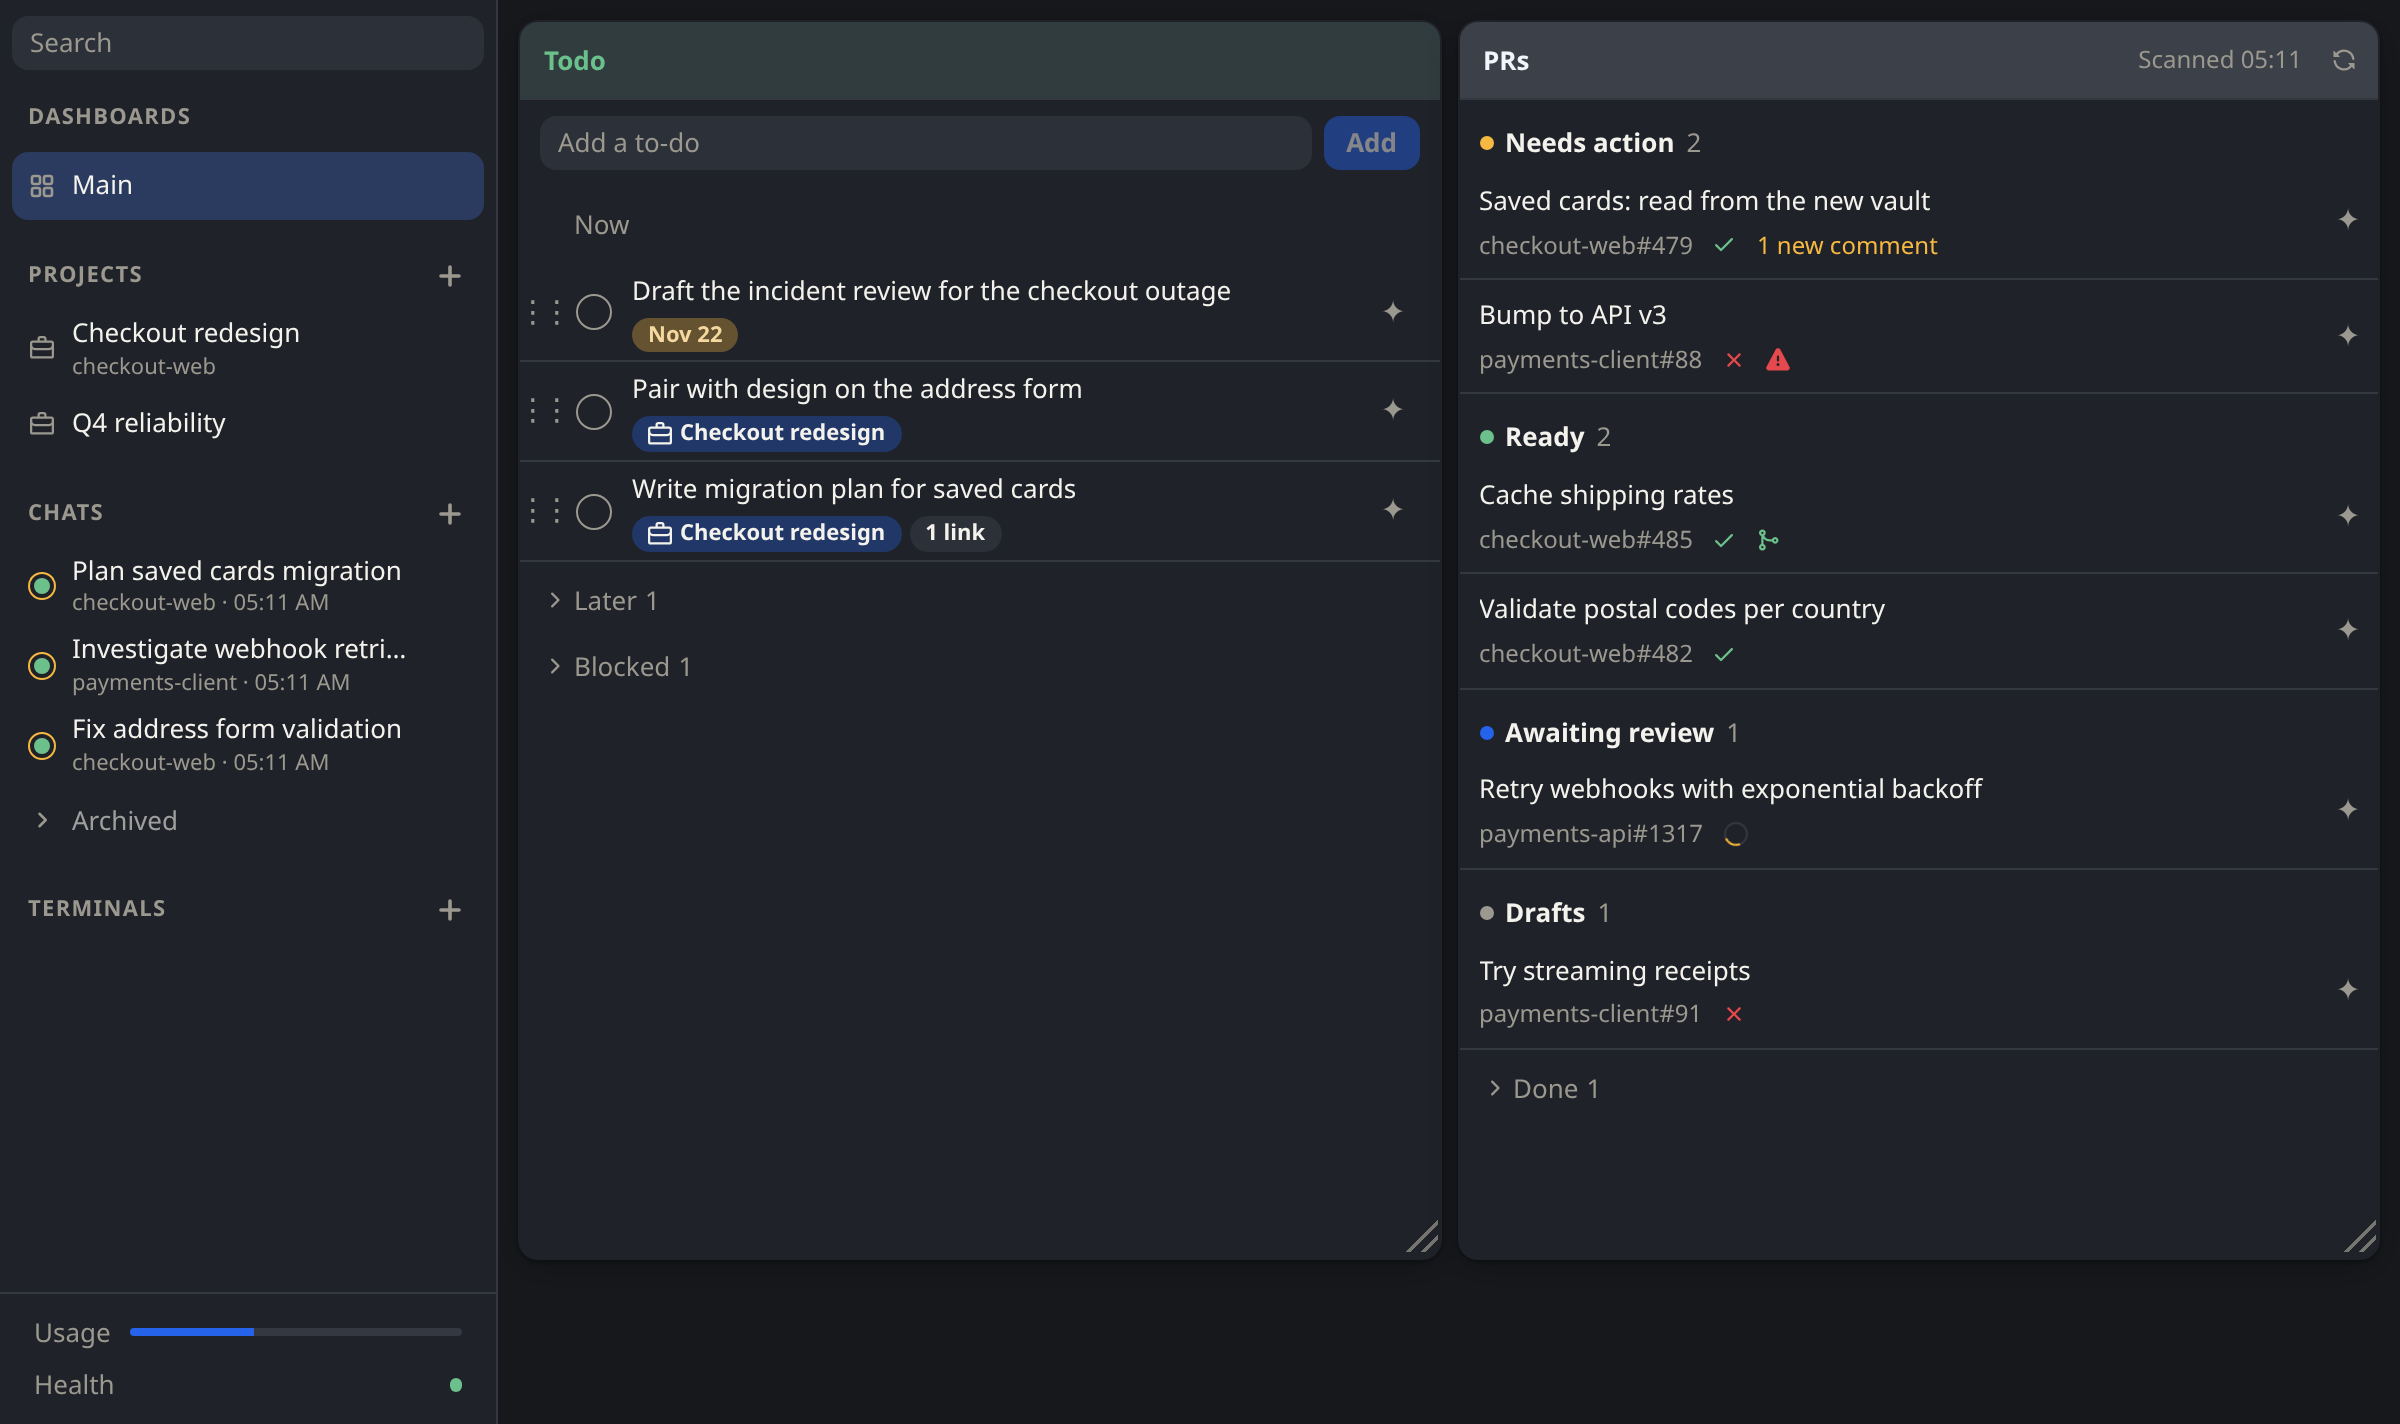 Search
DASHBOARDS
Main
PROJECTS
Checkout redesign
checkout-web
Q4 reliability
CHATS
Plan saved cards migration
checkout-web · 05:11 AM
Investigate webhook retri...
payments-client · 05:11 AM
Fix address form validation
checkout-web · 05:11 AM
Archived
TERMINALS
Usage
Health
Todo
Add a to-do
Add
Now
Draft the incident review for the checkout outage
Nov 22
Pair with design on the address form
Checkout redesign
Write migration plan for saved cards
Checkout redesign 1 link
Later 1
Blocked 1
PRs
Scanned 05:11
Needs action 2
Saved cards: read from the new vault
checkout-web#479 1 new comment
Bump to API v3
payments-client#88
Ready 2
Cache shipping rates
checkout-web#485
Validate postal codes per country
checkout-web#482
Awaiting review 1
Retry webhooks with exponential backoff
payments-api#1317
Drafts 1
Try streaming receipts
payments-client#91
Done 1